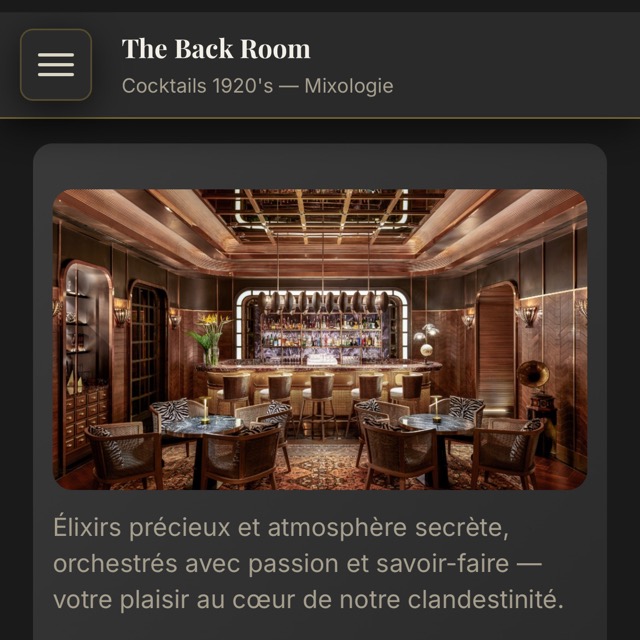 The Back Room
Cocktails 1920's — Mixologie
Élixirs précieux et atmosphère secrète,
orchestrés avec passion et savoir-faire —
votre plaisir au cœur de notre clandestinité.